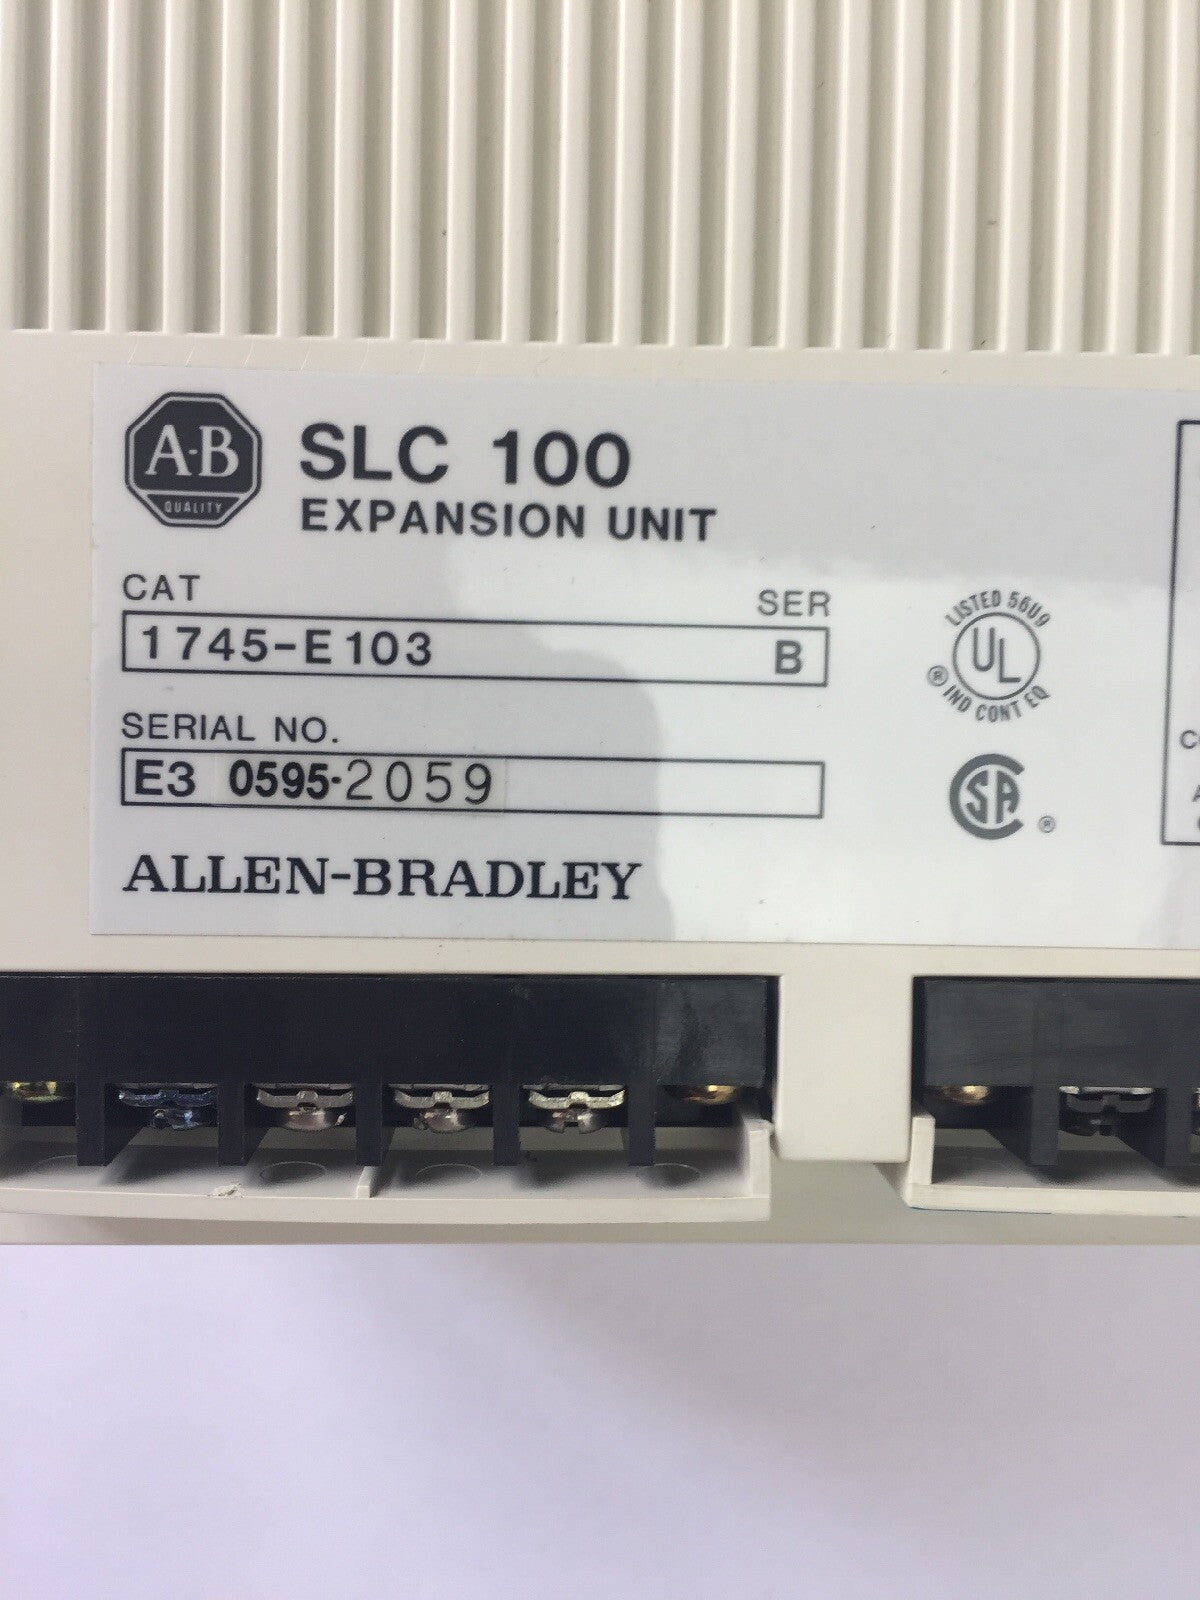 A-B
QUALITY
SLC 100
EXPANSION UNIT
CAT
SER
1745-E103
B
SERIAL NO.
E3 0595-2059
ALLEN-BRADLEY
LISTED 56U9
UL
® IND CONT EQ
SA ®